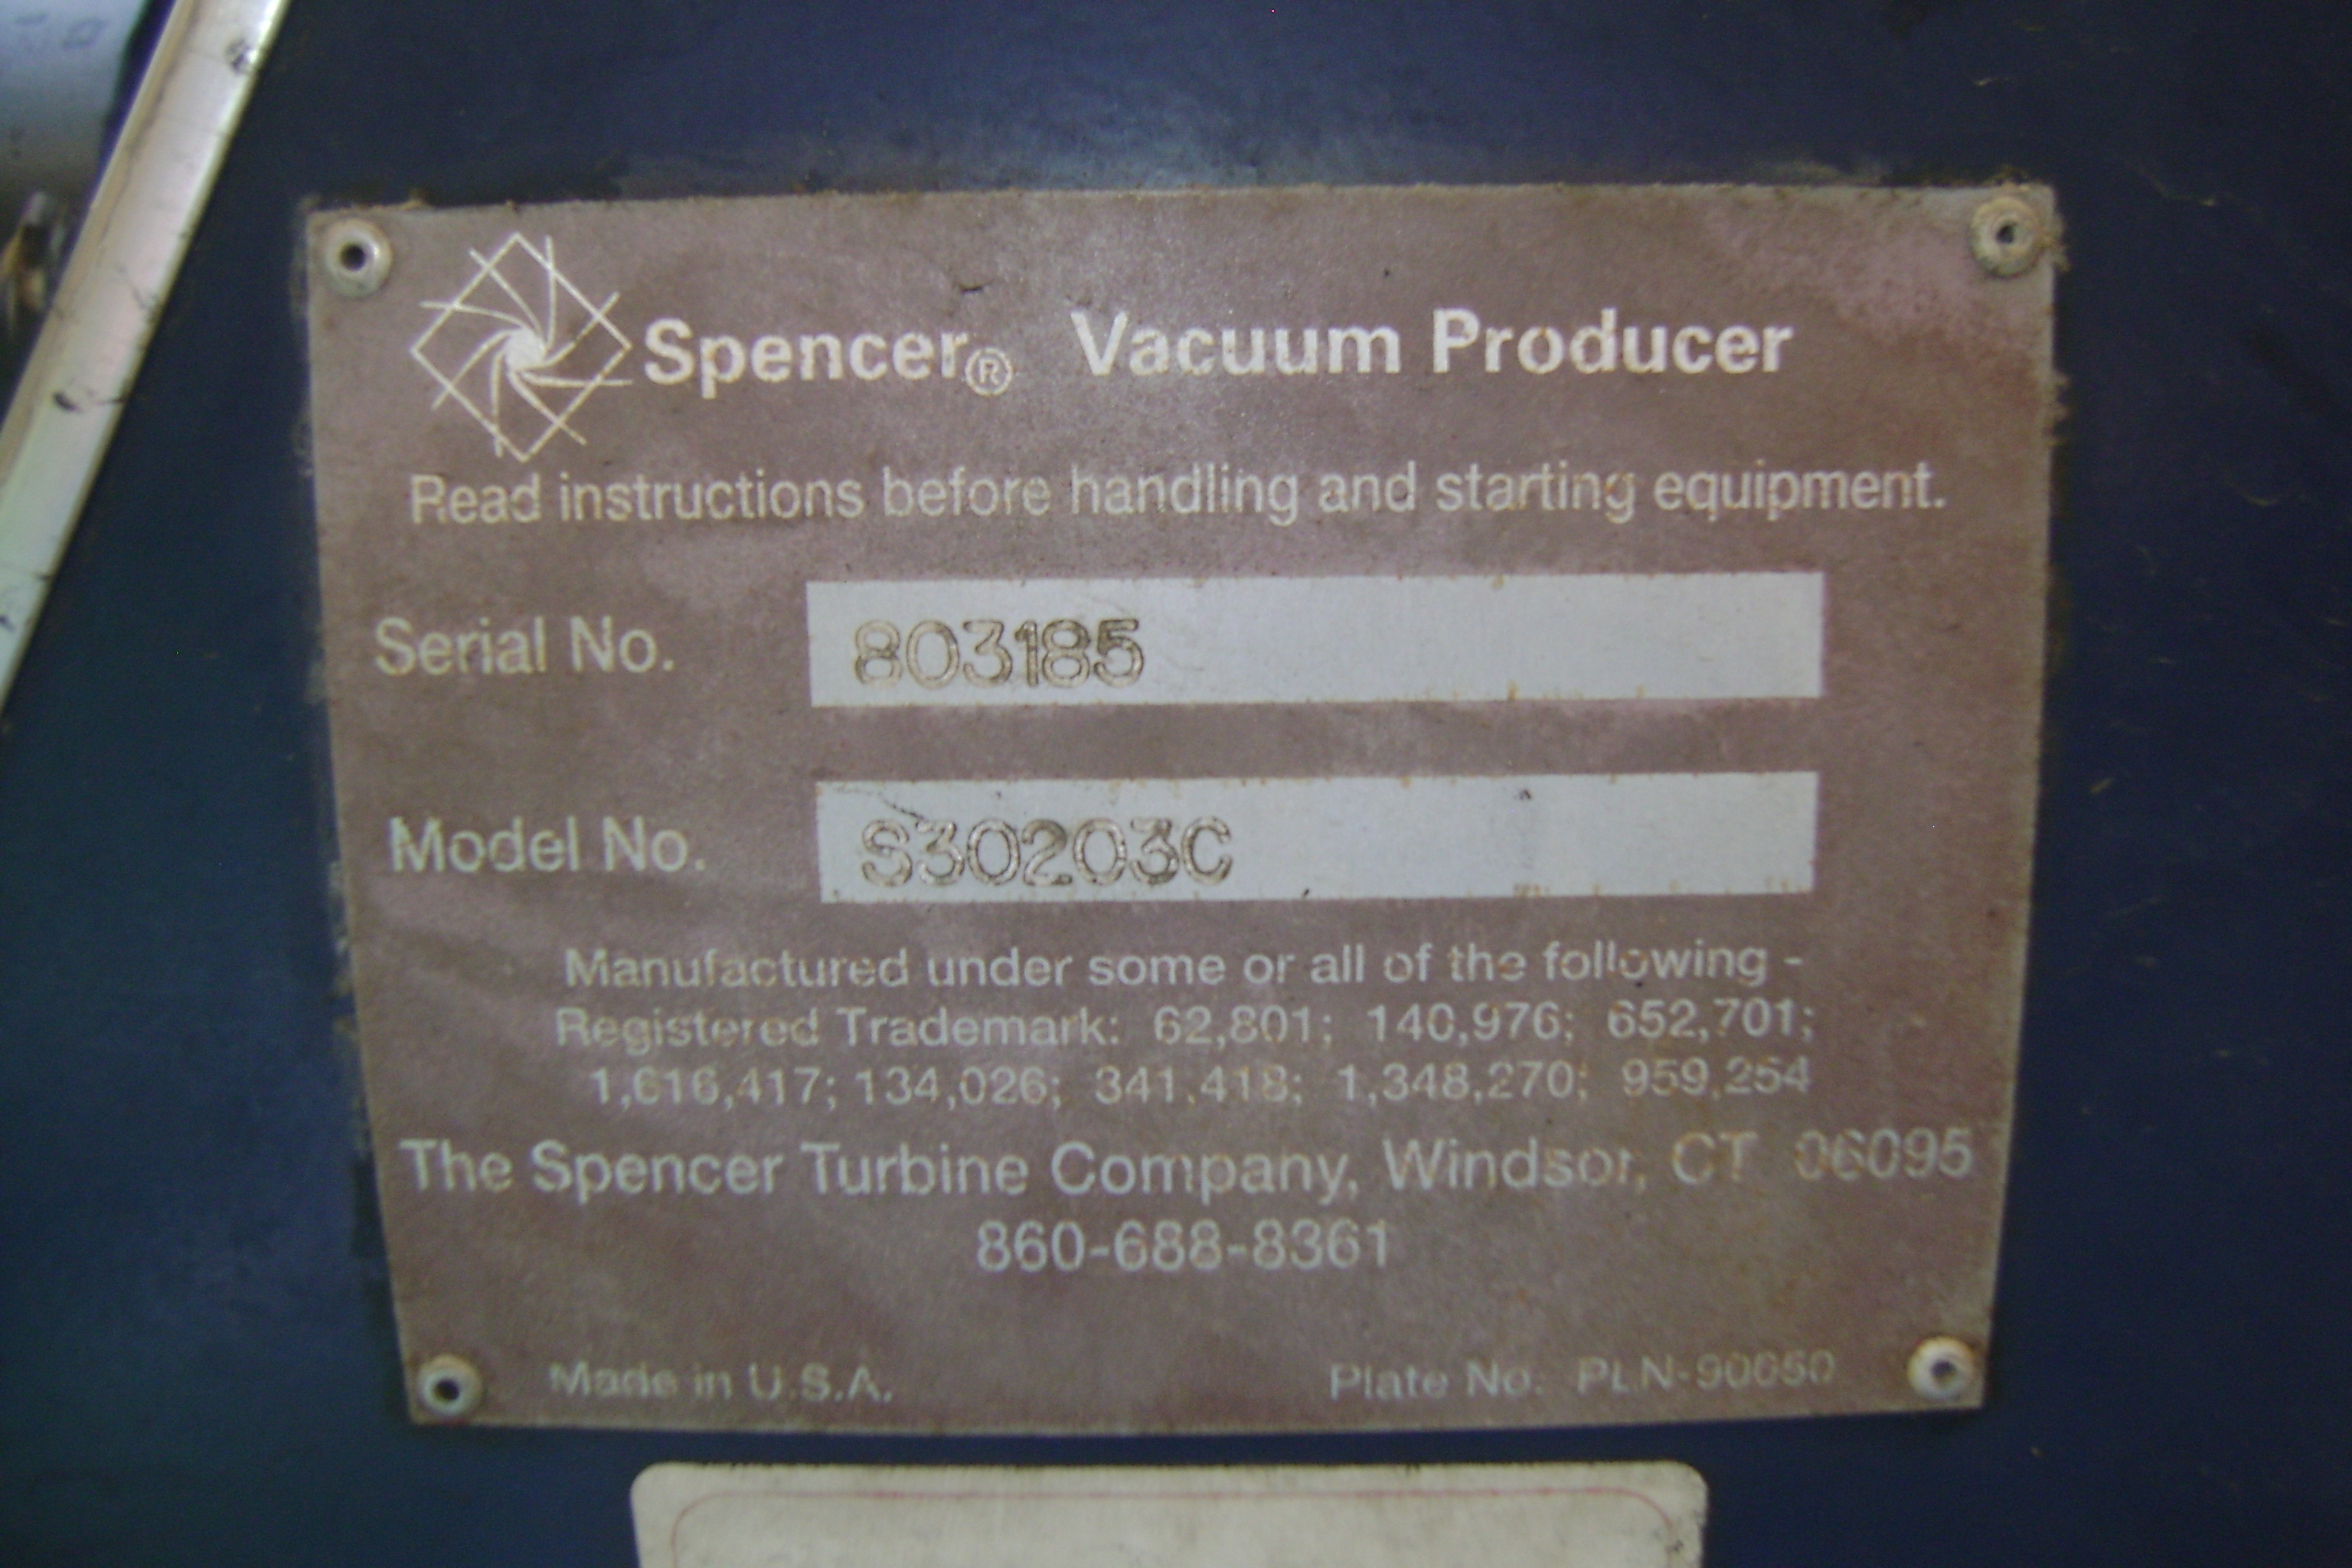 Spencer® Vacuum Producer
Read instructions before handling and starting equipment.
Serial No. 803185
Model No. S30203C
Manufactured under some or all of the following -
Registered Trademark: 62,801; 140,976; 652,701;
1,616,417; 134,026; 341,418; 1,348,270; 959,254
The Spencer Turbine Company, Windsor, CT 06095
860-688-8361
Made in U.S.A. Plate No. PLN-90650